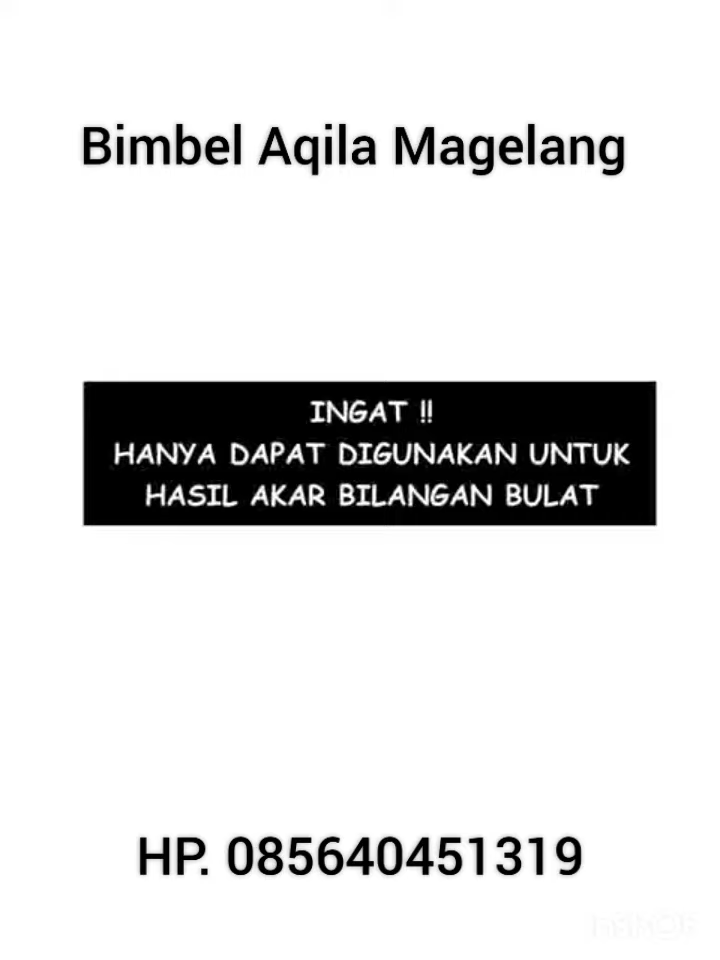 Bimbel Aqila Magelang
INGAT !!
HANYA DAPAT DIGUNAKAN UNTUK
HASIL AKAR BILANGAN BULAT
HP. 085640451319